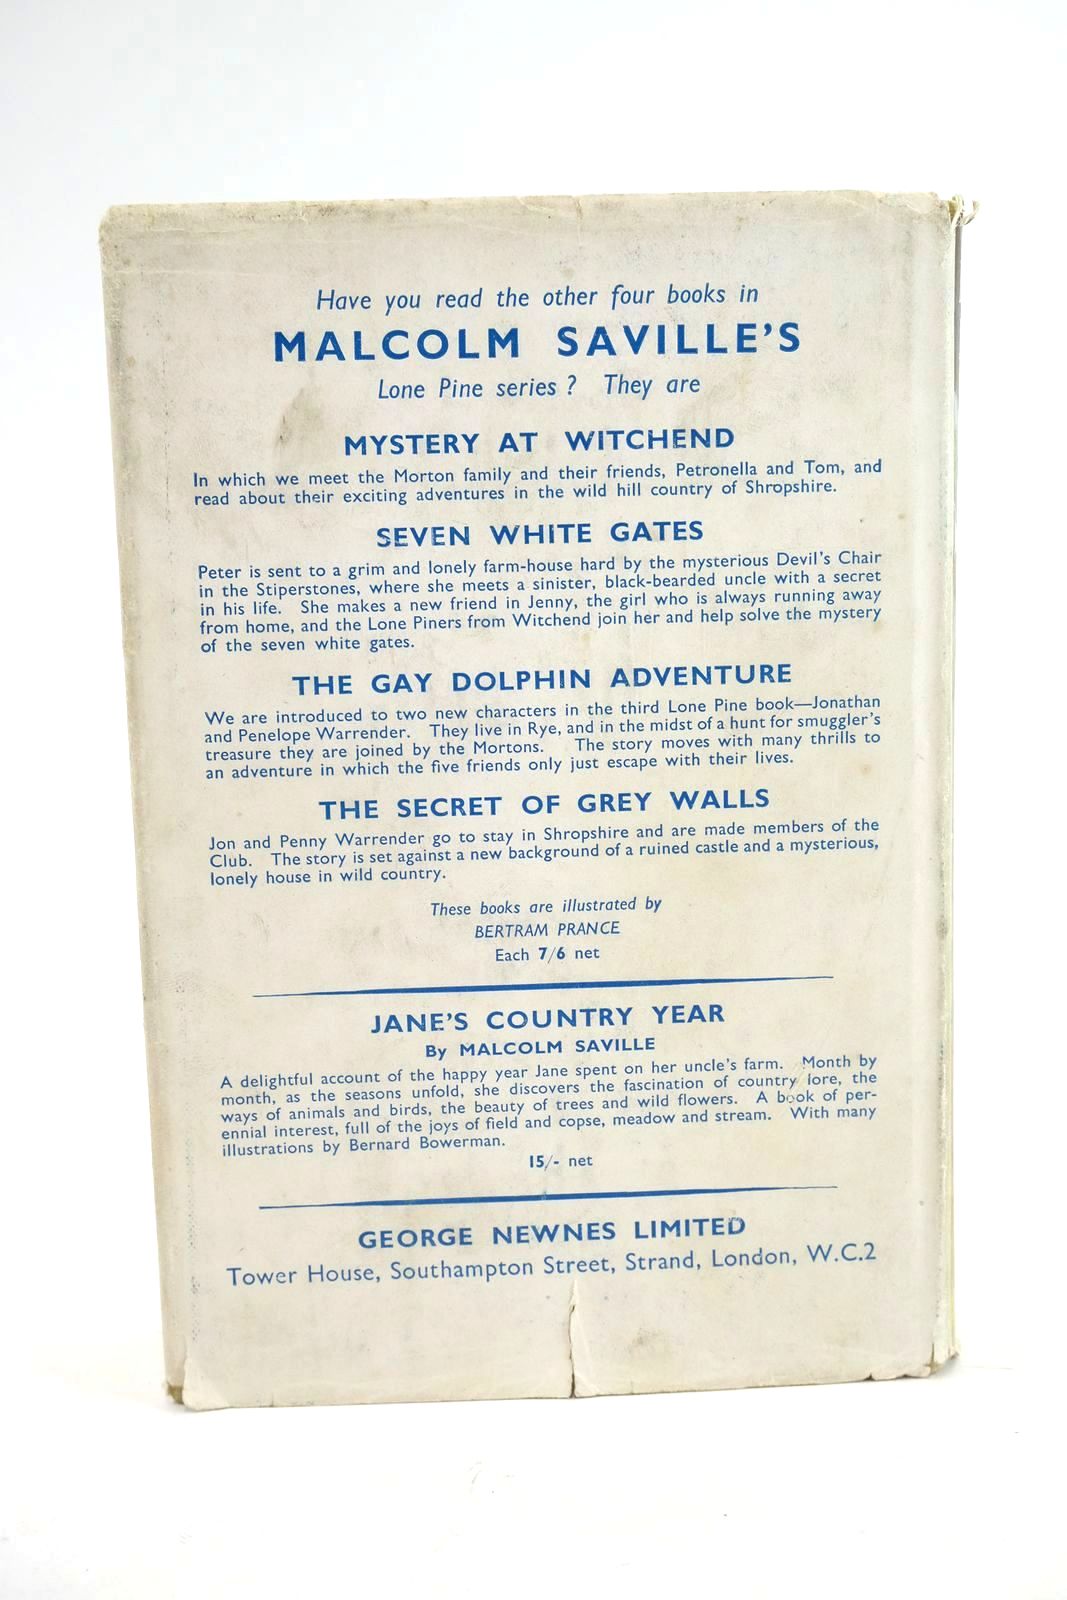 Have you read the other four books in
MALCOLM SAVILLE'S
Lone Pine series? They are
MYSTERY AT WITCHEND
In which we meet the Morton family and their friends, Petronella and Tom, and
read about their exciting adventures in the wild hill country of Shropshire.
SEVEN WHITE GATES
Peter is sent to a grim and lonely farm-house hard by the mysterious Devil's Chair
in the Stiperstones, where she meets a sinister, black-bearded uncle with a secret
in his life. She makes a new friend in Jenny, the girl who is always running away
from home, and the Lone Piners from Witchend join her and help solve the mystery
of the seven white gates.
THE GAY DOLPHIN ADVENTURE
We are introduced to two new characters in the third Lone Pine book—Jonathan
and Penelope Warrender. They live in Rye, and in the midst of a hunt for smuggler's
treasure they are joined by the Mortons. The story moves with many thrills to
an adventure in which the five friends only just escape with their lives.
THE SECRET OF GREY WALLS
Jon and Penny Warrender go to stay in Shropshire and are made members of the
Club. The story is set against a new background of a ruined castle and a mysterious,
lonely house in wild country.
These books are illustrated by
BERTRAM PRANCE
Each 7/6 net
JANE'S COUNTRY YEAR
By MALCOLM SAVILLE
A delightful account of the happy year Jane spent on her uncle's farm. Month by
month, as the seasons unfold, she discovers the fascination of country lore, the
ways of animals and birds, the beauty of trees and wild flowers. A book of per-
ennial interest, full of the joys of field and copse, meadow and stream. With many
illustrations by Bernard Bowerman.
15/- net
GEORGE NEWNES LIMITED
Tower House, Southampton Street, Strand, London, W.C.2